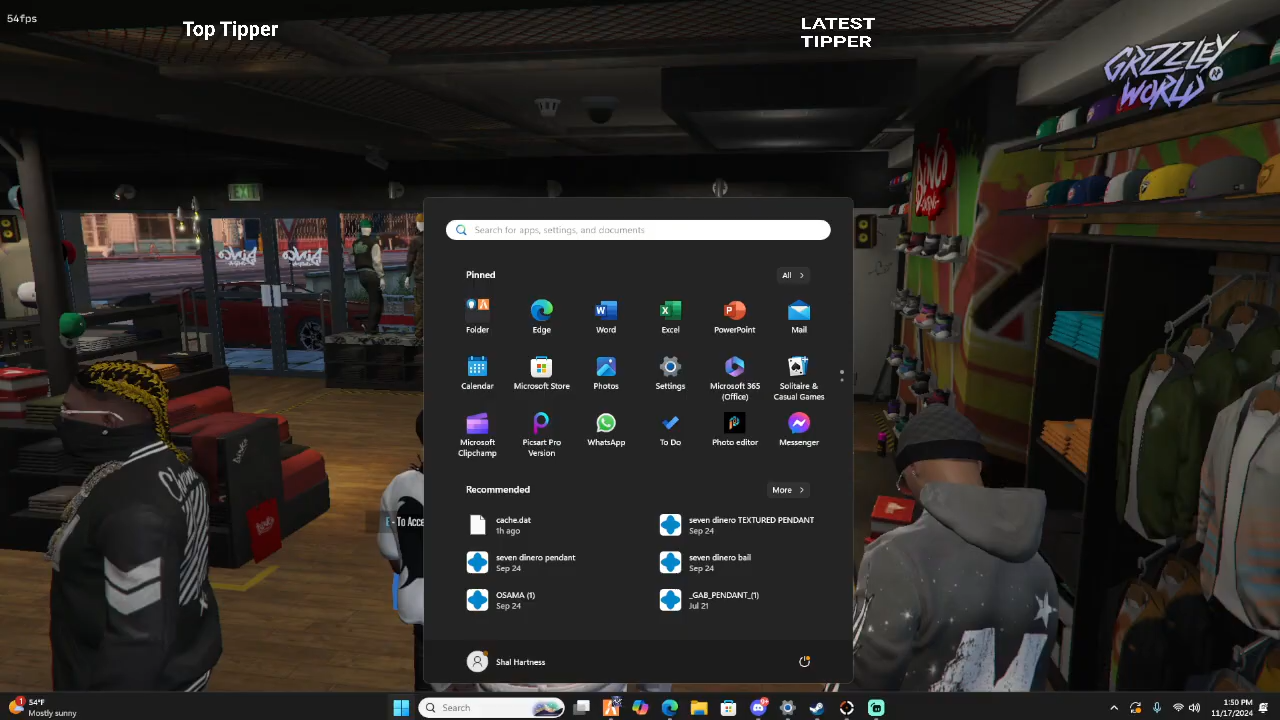 54fps
Top Tipper
LATEST
TIPPER
GRIZZLEY
WORLD
Search for apps, settings, and documents
Pinned
All
Folder
Edge
Word
Excel
PowerPoint
Mail
Calendar
Microsoft Store
Photos
Settings
Microsoft 365
(Office)
Solitaire &
Casual Games
Microsoft
Clipchamp
Picsart Pro
Version
WhatsApp
To Do
Photo editor
Messenger
Recommended
More
cache.dat
1h ago
seven dinero TEXTURED PENDANT
Sep 24
seven dinero pendant
Sep 24
seven dinero bail
Sep 24
OSAMA (1)
Sep 24
_GAB_PENDANT_(1)
Jul 21
E - To Acce
Shal Hartness
54°F
Mostly sunny
Search
1:50 PM
11/17/2024